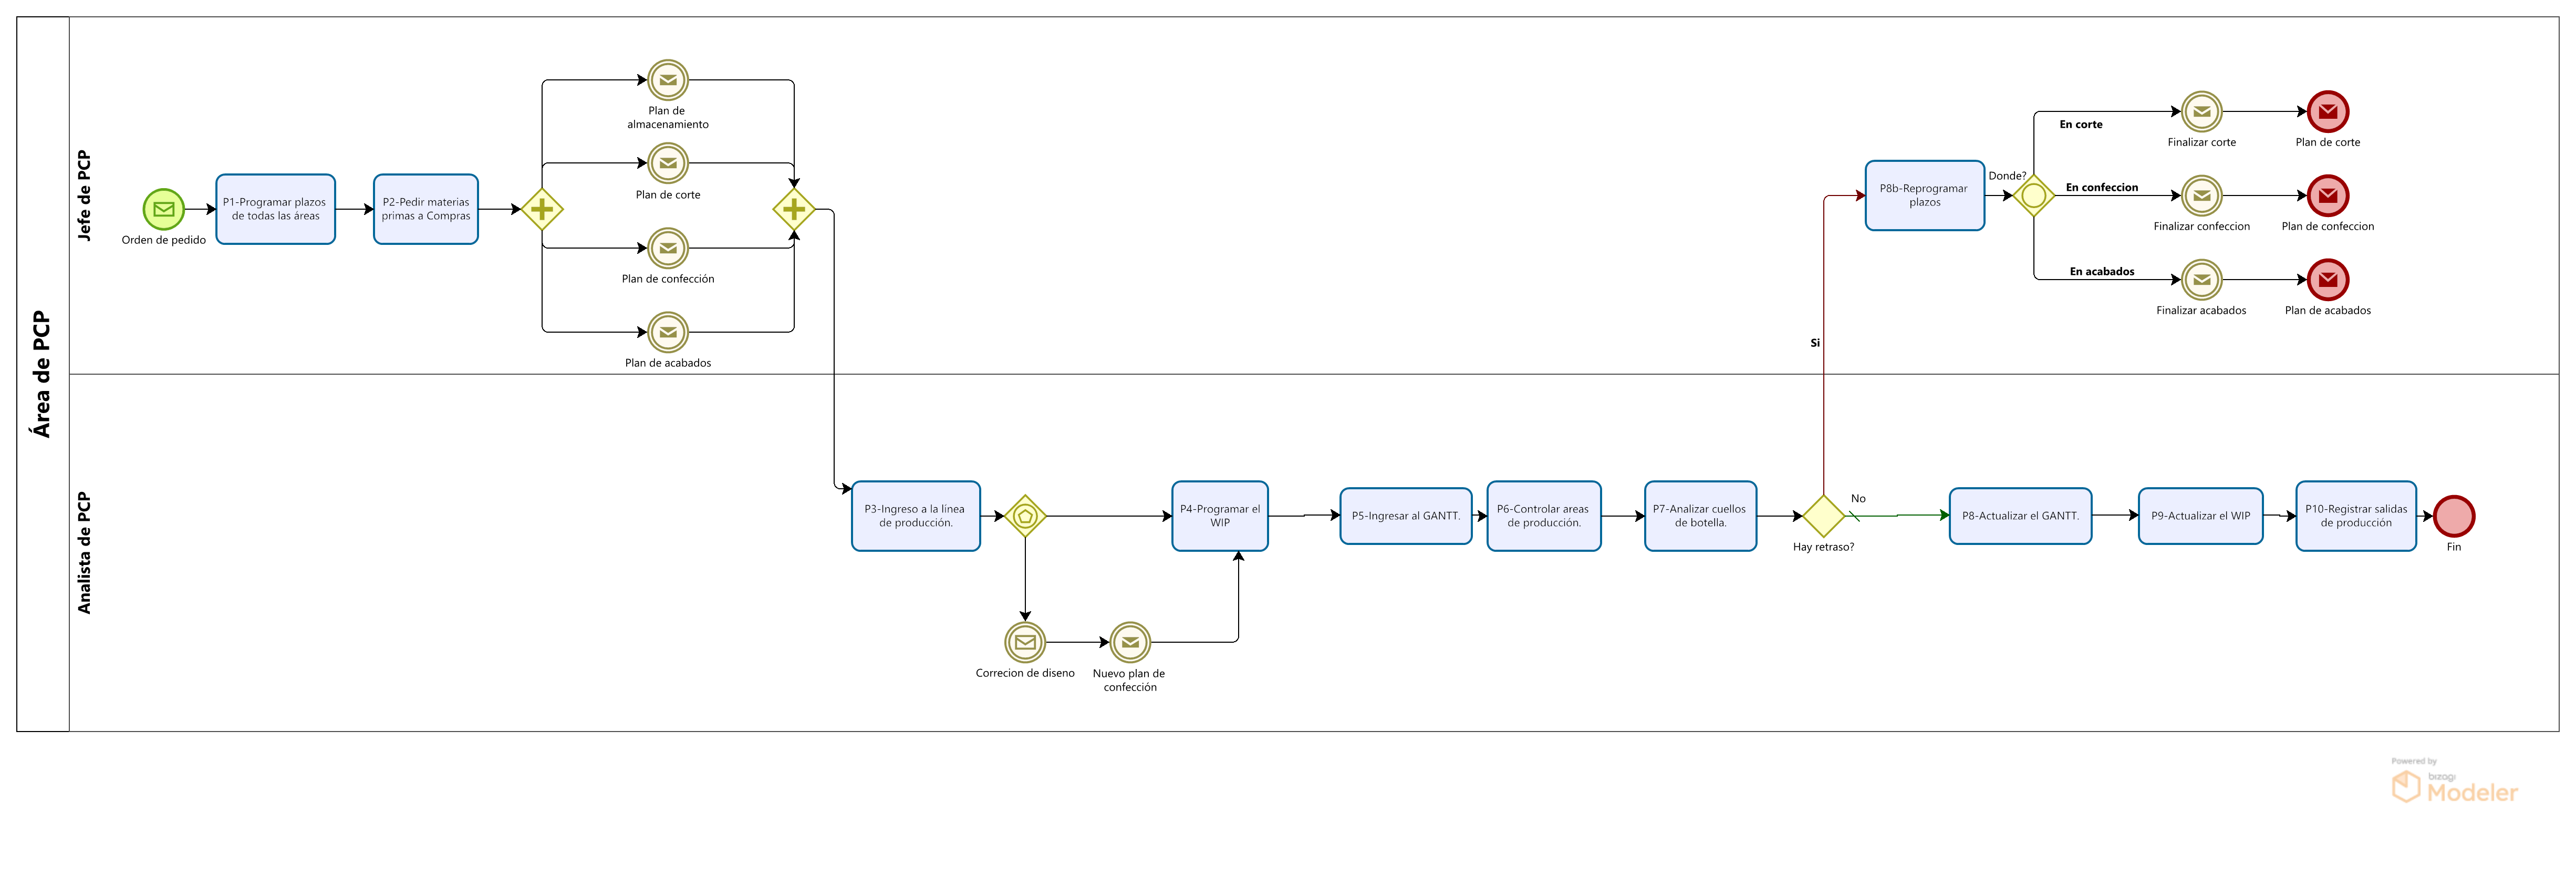 Área de PCP
Jefe de PCP
Orden de pedido
P1-Programar plazos
de todas las áreas
P2-Pedir materias
primas a Compras
Plan de
almacenamiento
Plan de corte
Plan de confección
Plan de acabados
Si
P8b-Reprogramar
plazos
Donde?
En corte
Finalizar corte
Plan de corte
En confeccion
Finalizar confeccion
Plan de confeccion
En acabados
Finalizar acabados
Plan de acabados
Analista de PCP
P3-Ingreso a la línea
de producción.
Correcion de diseno
Nuevo plan de
confección
P4-Programar el
WIP
P5-Ingresar al GANTT.
P6-Controlar areas
de producción.
P7-Analizar cuellos
de botella.
Hay retraso?
No
P8-Actualizar el GANTT.
P9-Actualizar el WIP
P10-Registrar salidas
de producción
Fin
Powered by
bizagi
Modeler